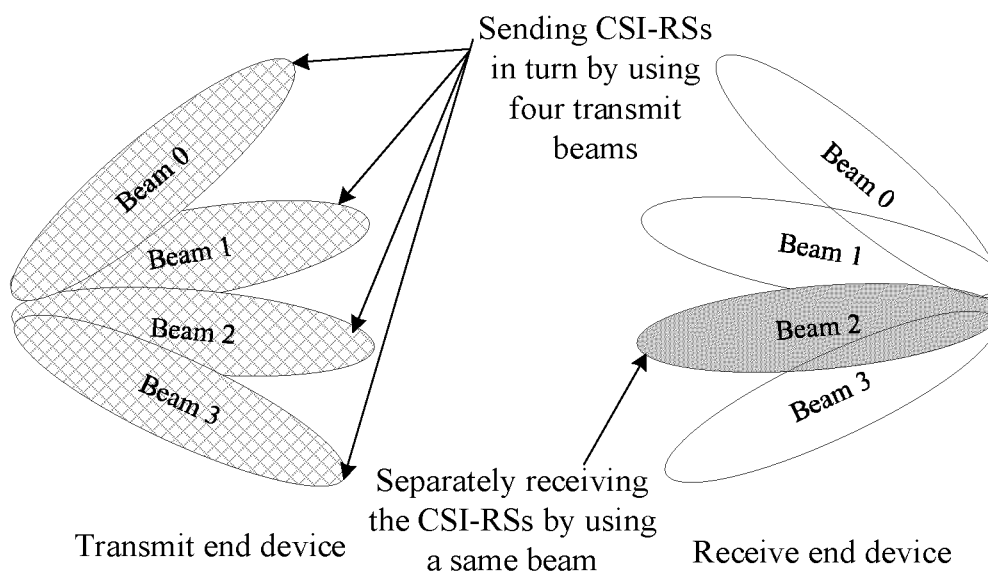 Sending CSI-RSs
in turn by using
four transmit
beams
Beam 0
Beam 1
Beam 2
Beam 3
Beam 0
Beam 1
Beam 2
Beam 3
Separately receiving
the CSI-RSs by using
a same beam
Transmit end device
Receive end device